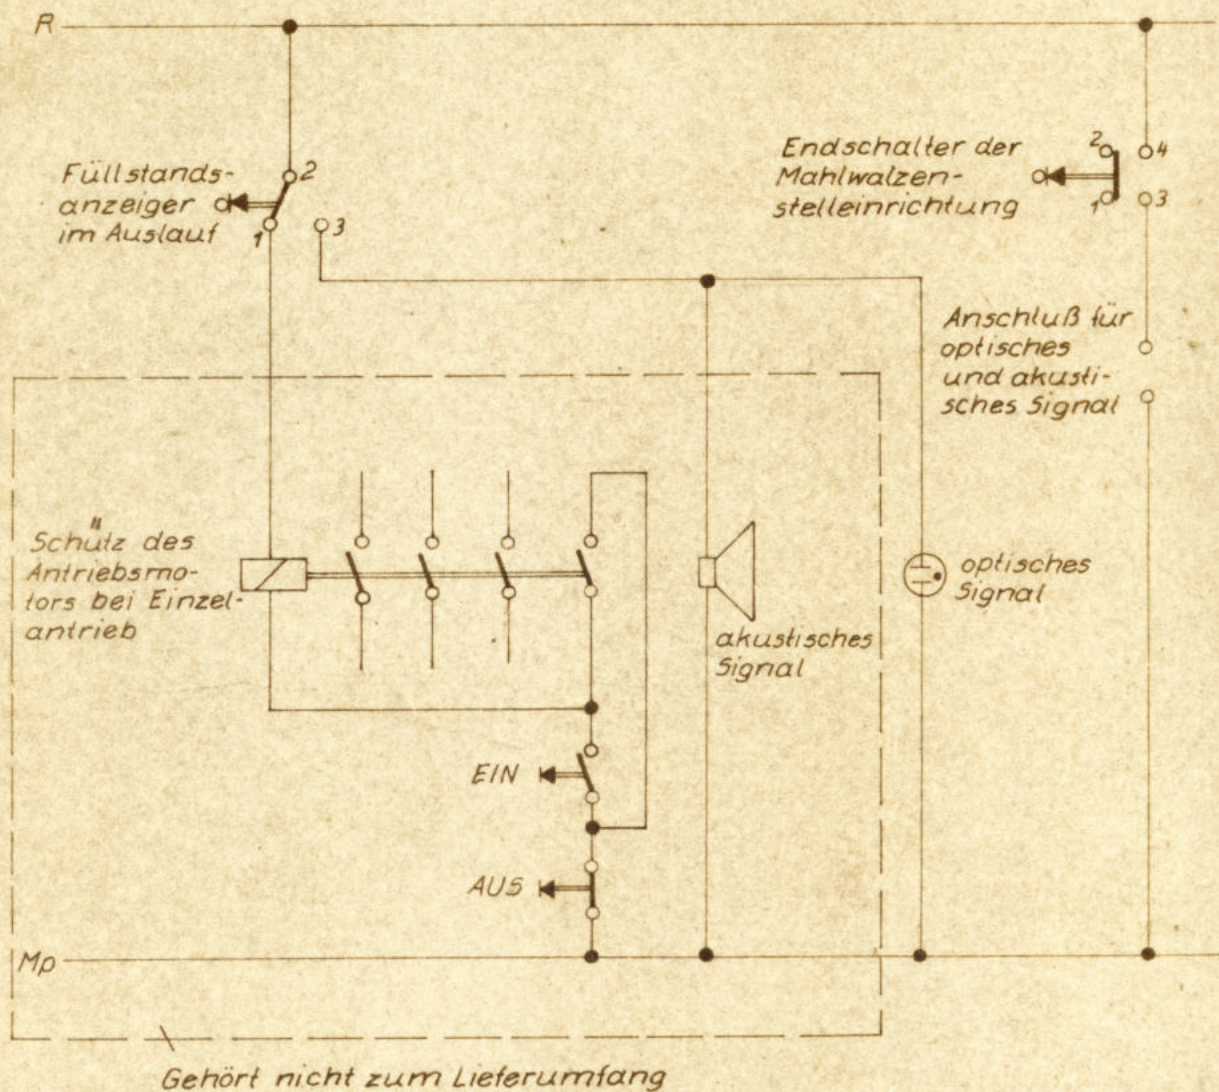 R
Füllstands-
anzeiger
im Auslauf
2
1
3
Endschalter der
Mahlwalzen-
stelleinrichtung
2
4
1
3
Anschluß für
optisches
und akusti-
sches Signal
Schütz des
Antriebsmo-
tors bei Einzel-
antrieb
akustisches
Signal
optisches
Signal
EIN
AUS
Mp
Gehört nicht zum Lieferumfang